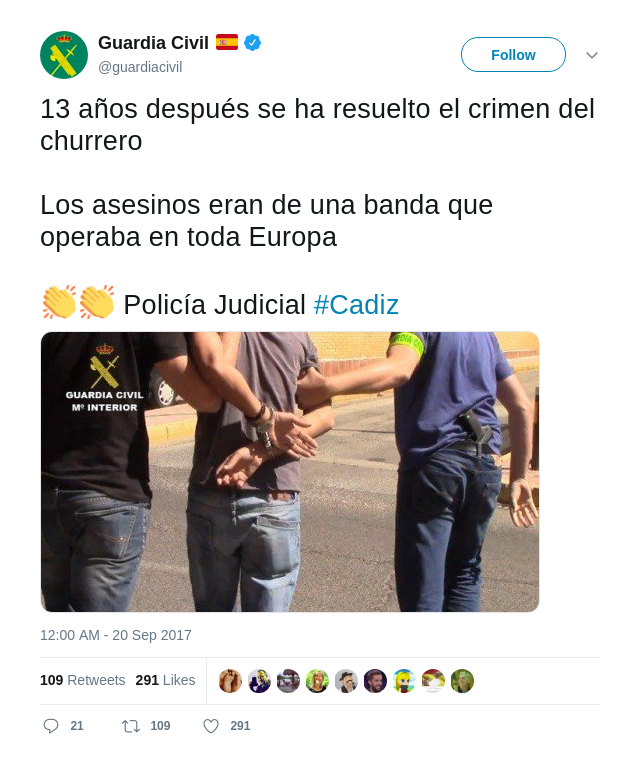 Guardia Civil
@guardiacivil
Follow
13 años después se ha resuelto el crimen del
churrero
Los asesinos eran de una banda que
operaba en toda Europa
👏👏 Policía Judicial #Cadiz
GUARDIA CIVIL
Mº INTERIOR
12:00 AM - 20 Sep 2017
109 Retweets 291 Likes
21 109 291